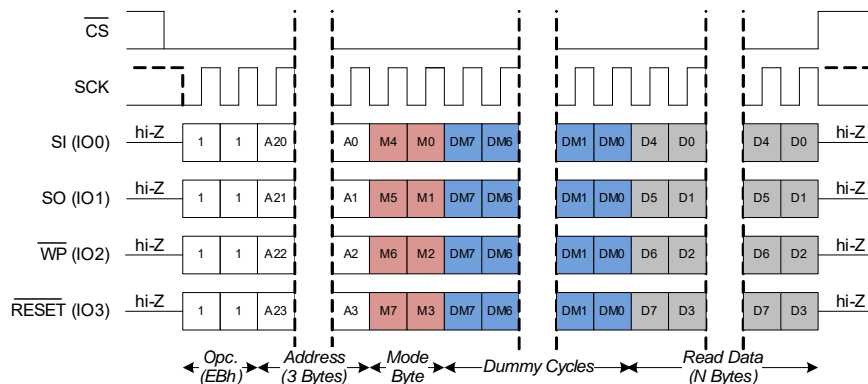 CS
SCK
SI (IO0) hi-Z 1 1 A20 A0 M4 M0 DM7 DM6 DM1 DM0 D4 D0 D4 D0 hi-Z
SO (IO1) hi-Z 1 1 A21 A1 M5 M1 DM7 DM6 DM1 DM0 D5 D1 D5 D1 hi-Z
WP (IO2) hi-Z 1 1 A22 A2 M6 M2 DM7 DM6 DM1 DM0 D6 D2 D6 D2 hi-Z
RESET (IO3) hi-Z 1 1 A23 A3 M7 M3 DM7 DM6 DM1 DM0 D7 D3 D7 D3 hi-Z
Opc. Address Mode Dummy Cycles Read Data
(EBh) (3 Bytes) Byte (N Bytes)